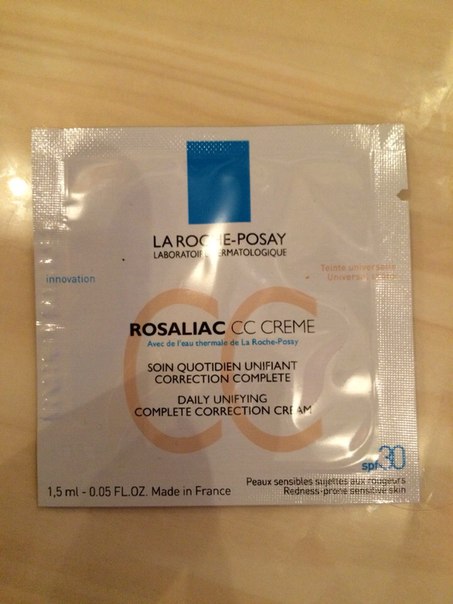 LA ROCHE-POSAY
LABORATOIRE DERMATOLOGIQUE
innovation
Teinte universelle
Universal
ROSALIAC CC CREME
Avec de l'eau thermale de La Roche-Posay
SOIN QUOTIDIEN UNIFIANT
CORRECTION COMPLETE
DAILY UNIFYING
COMPLETE CORRECTION CREAM
CC
spf 30
Peaux sensibles sujettes aux rougeurs
Redness-prone sensitive skin
1,5 ml - 0.05 FL.OZ. Made in France